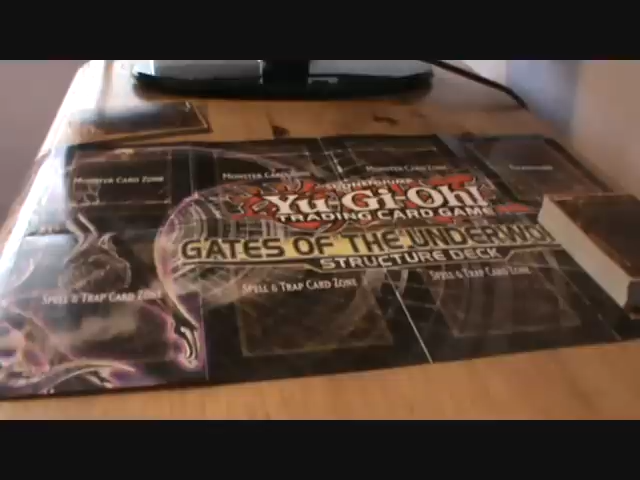 Monster Card Zone
Monster Card Zone
Monster Card Zone
Yu-Gi-Oh!
TRADING CARD GAME
GATES OF THE UNDERWO
STRUCTURE DECK
Spell & Trap Card Zone
Spell & Trap Card Zone
Spell & Trap Card Zone